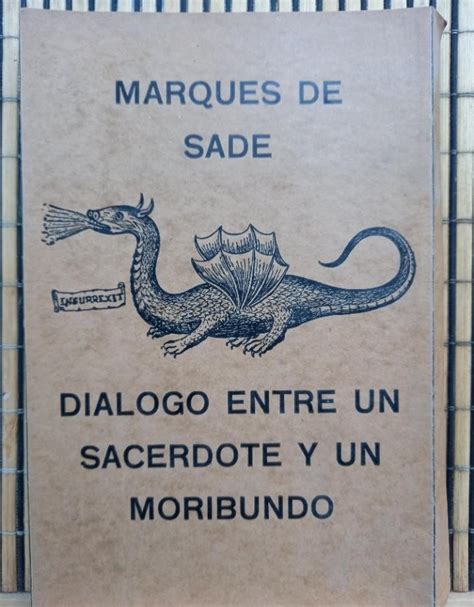 MARQUES DE
SADE
INSURREXIT
DIALOGO ENTRE UN
SACERDOTE Y UN
MORIBUNDO